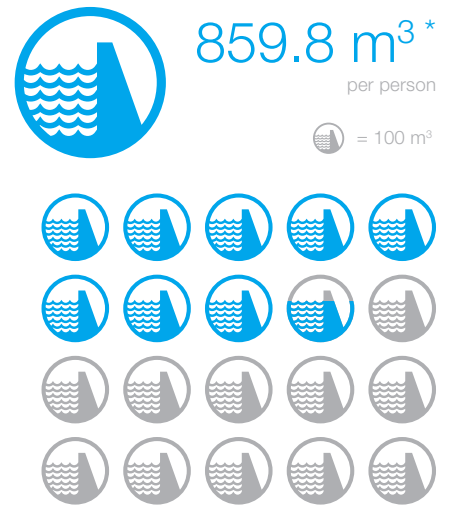 859.8 m³ *
per person
= 100 m³